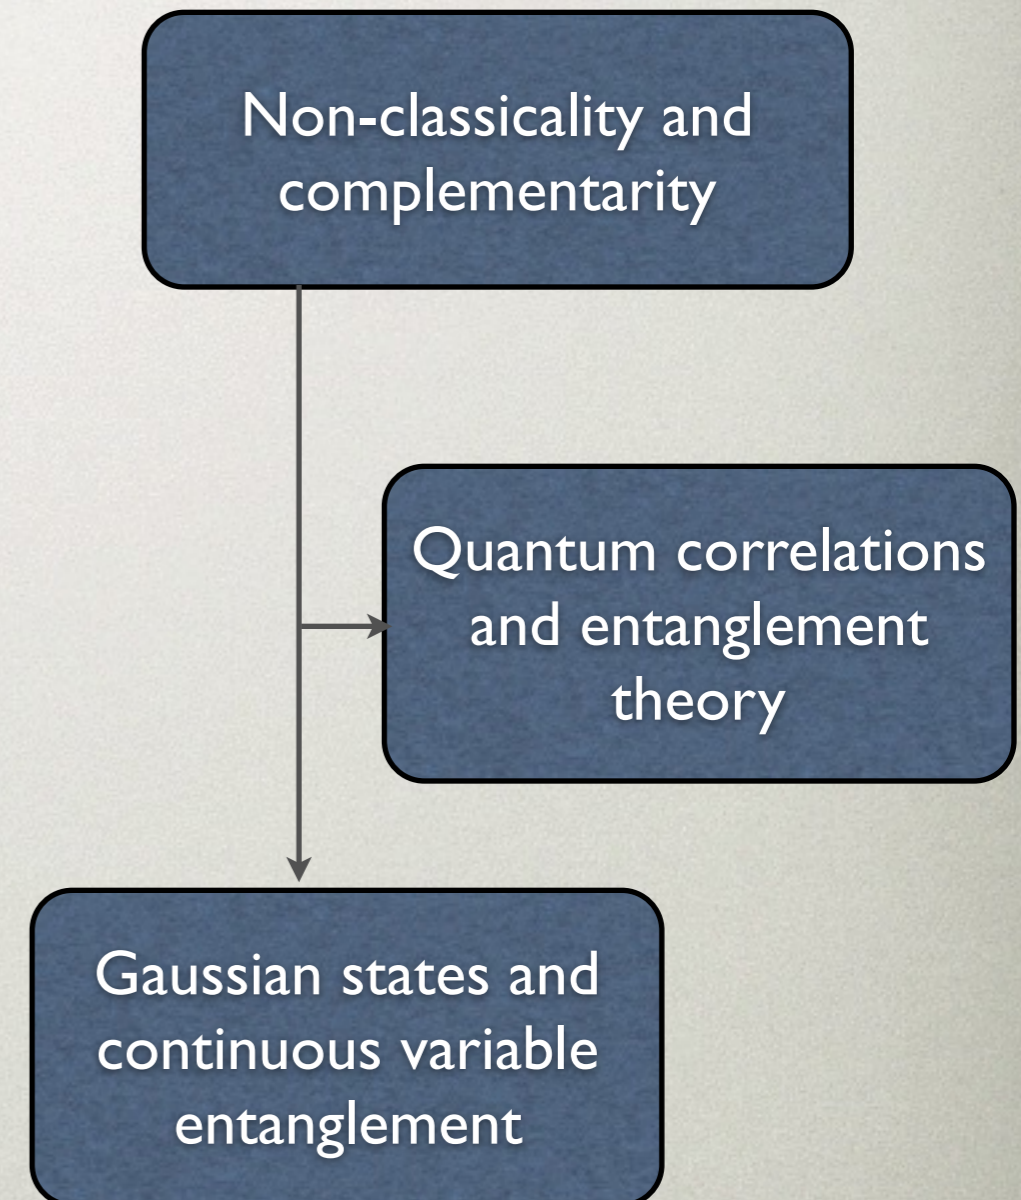 Non-classicality and
complementarity
Quantum correlations
and entanglement
theory
Gaussian states and
continuous variable
entanglement